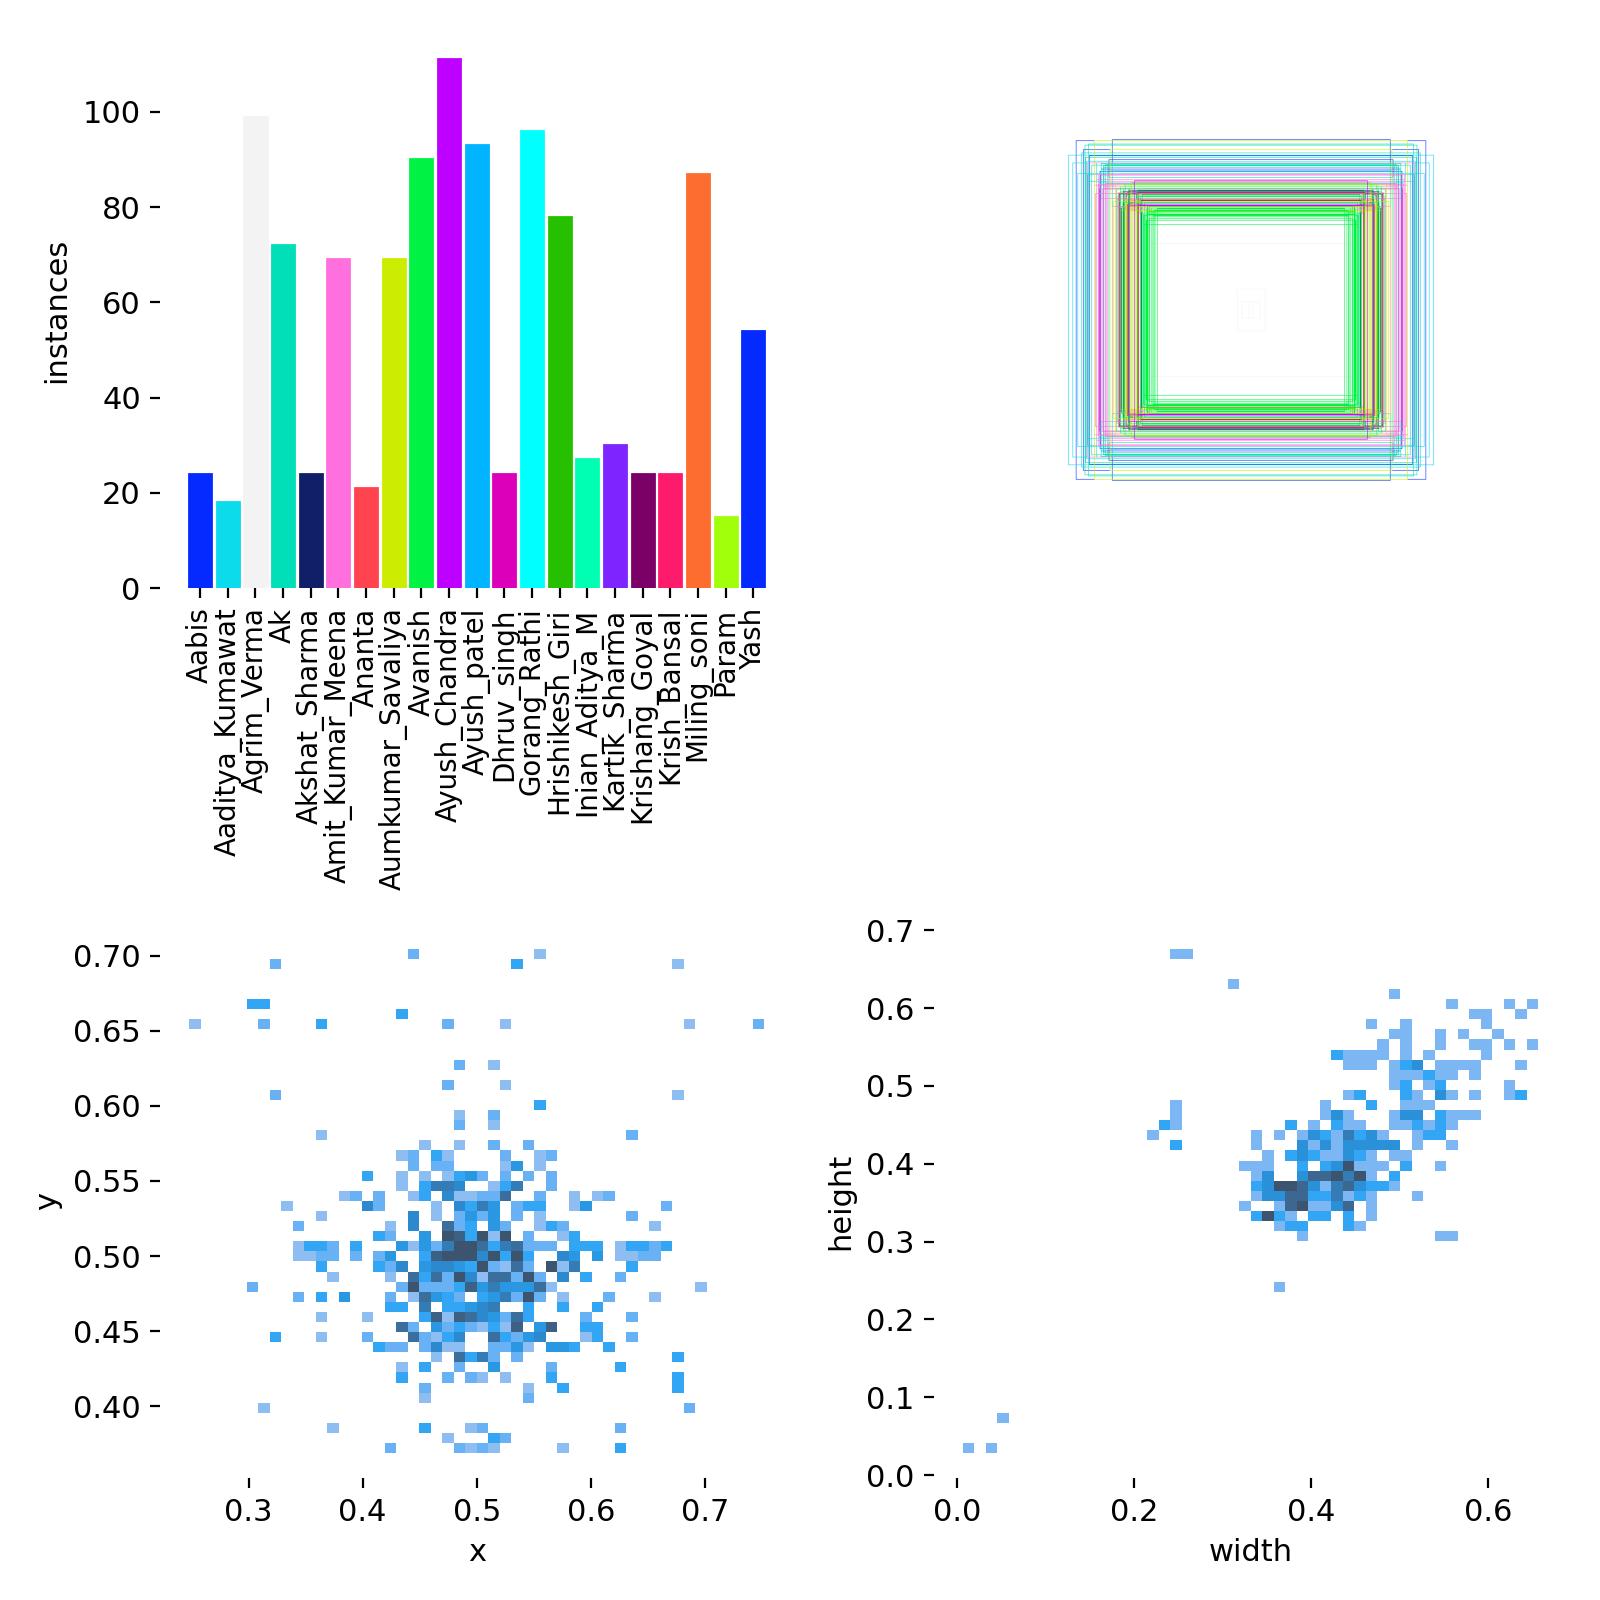 instances
100
80
60
40
20
0
Aabis
Aaditya_Kumawat
Agrim_Verma
Ak
Akshat_Sharma
Amit_Kumar_Meena
Ananta
Aumkumar_Savaliya
Avanish
Ayush_Chandra
Ayush_patel
Dhruv_singh
Gorang_Rathi
Hrishikesh_Giri
Inian_Aditya_M
Kartik_Sharma
Krishang_Goyal
Krish_Bansal
Miling_soni
Param
Yash
y
0.70
0.65
0.60
0.55
0.50
0.45
0.40
0.3 0.4 0.5 0.6 0.7
x
height
0.7
0.6
0.5
0.4
0.3
0.2
0.1
0.0
0.0 0.2 0.4 0.6
width